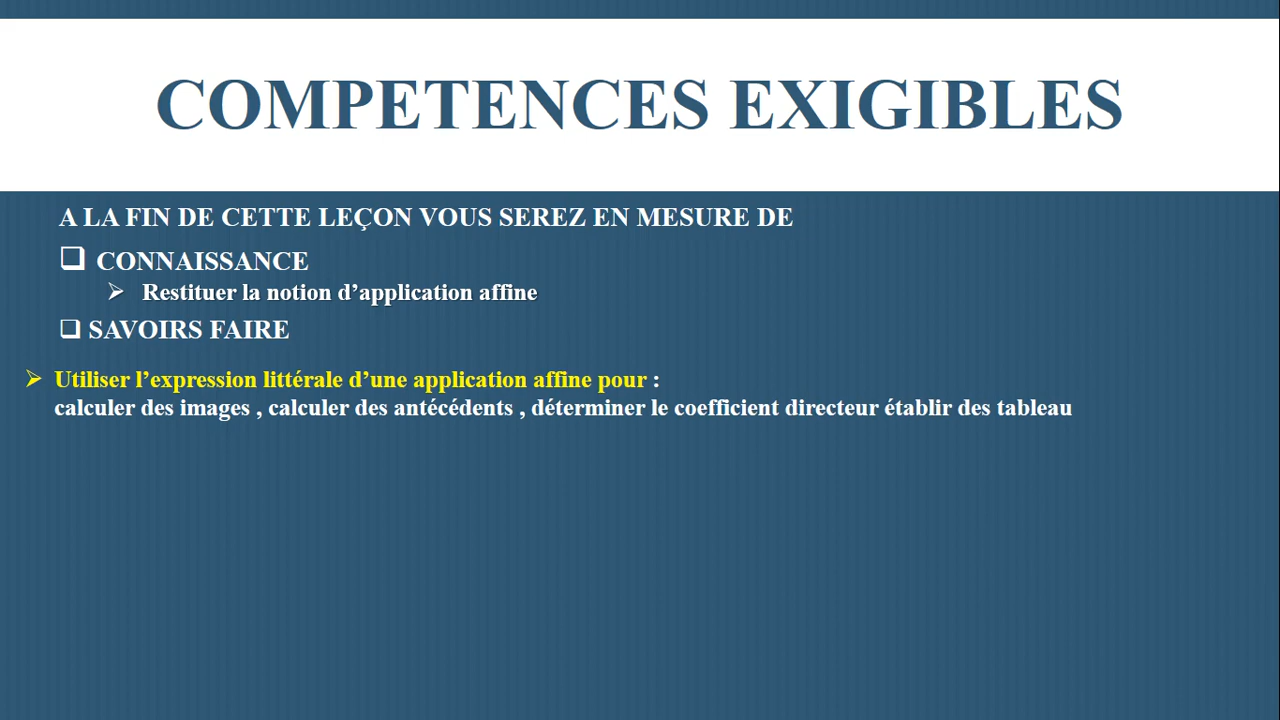 COMPETENCES EXIGIBLES
A LA FIN DE CETTE LEÇON VOUS SEREZ EN MESURE DE
CONNAISSANCE
Restituer la notion d’application affine
SAVOIRS FAIRE
Utiliser l’expression littérale d’une application affine pour :
calculer des images , calculer des antécédents , déterminer le coefficient directeur établir des tableau